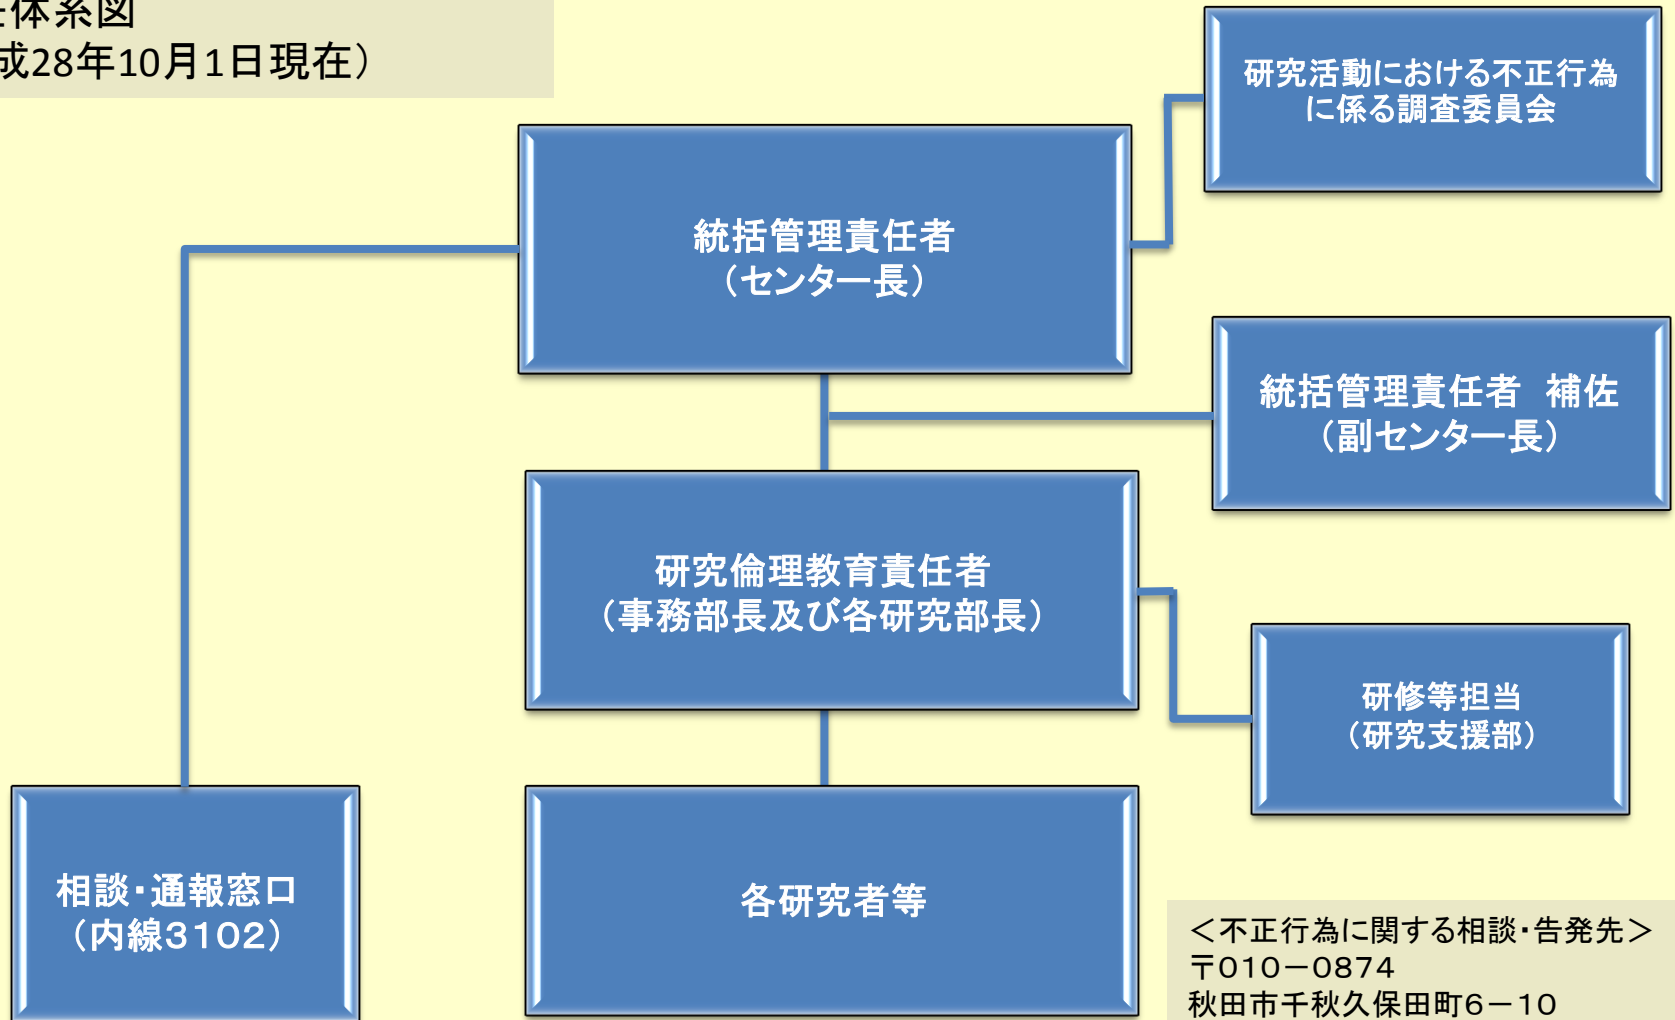 体系図
成28年10月1日現在）
研究活動における不正行為
に係る調査委員会
統括管理責任者
（センター長）
統括管理責任者　補佐
（副センター長）
研究倫理教育責任者
（事務部長及び各研究部長）
研修等担当
（研究支援部）
相談・通報窓口
（内線3102）
各研究者等
＜不正行為に関する相談・告発先＞
〒010－0874
秋田市千秋久保田町6－10